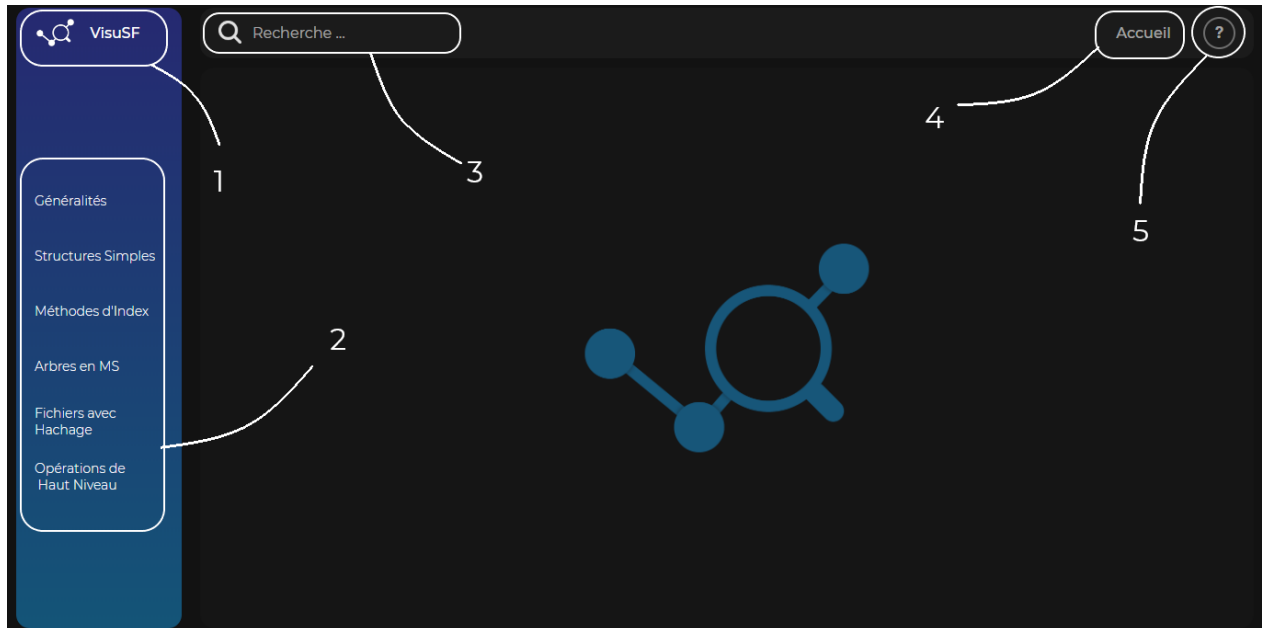 VisuSF
Recherche ...
Accueil
?
1
3
4
5
Généralités
Structures Simples
Méthodes d'Index
Arbres en MS
Fichiers avec
Hachage
Opérations de
Haut Niveau
2